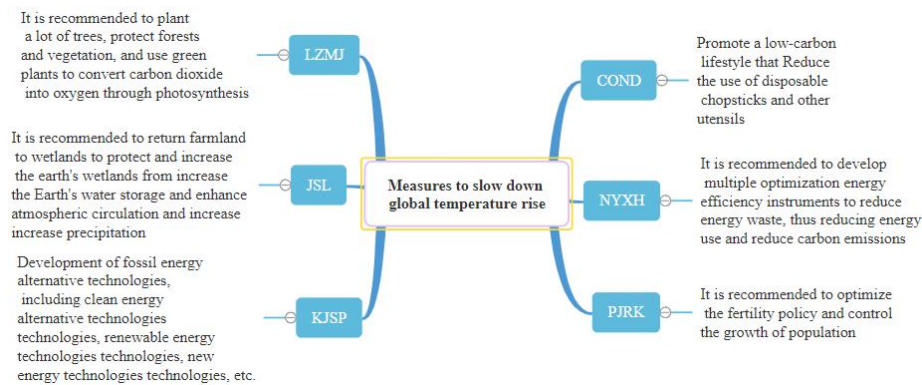 It is recommended to plant
a lot of trees, protect forests
and vegetation, and use green
plants to convert carbon dioxide
into oxygen through photosynthesis
LZMJ
It is recommended to return farmland
to wetlands to protect and increase
the earth's wetlands from increase
the Earth's water storage and enhance
atmospheric circulation and increase
increase precipitation
JSL
Development of fossil energy
alternative technologies,
including clean energy
alternative technologies
technologies, renewable energy
technologies technologies, new
energy technologies technologies, etc.
KJSP
Measures to slow down
global temperature rise
COND
Promote a low-carbon
lifestyle that Reduce
the use of disposable
chopsticks and other
utensils
NYXH
It is recommended to develop
multiple optimization energy
efficiency instruments to reduce
energy waste, thus reducing energy
use and reduce carbon emissions
PJRK
It is recommended to optimize
the fertility policy and control
the growth of population